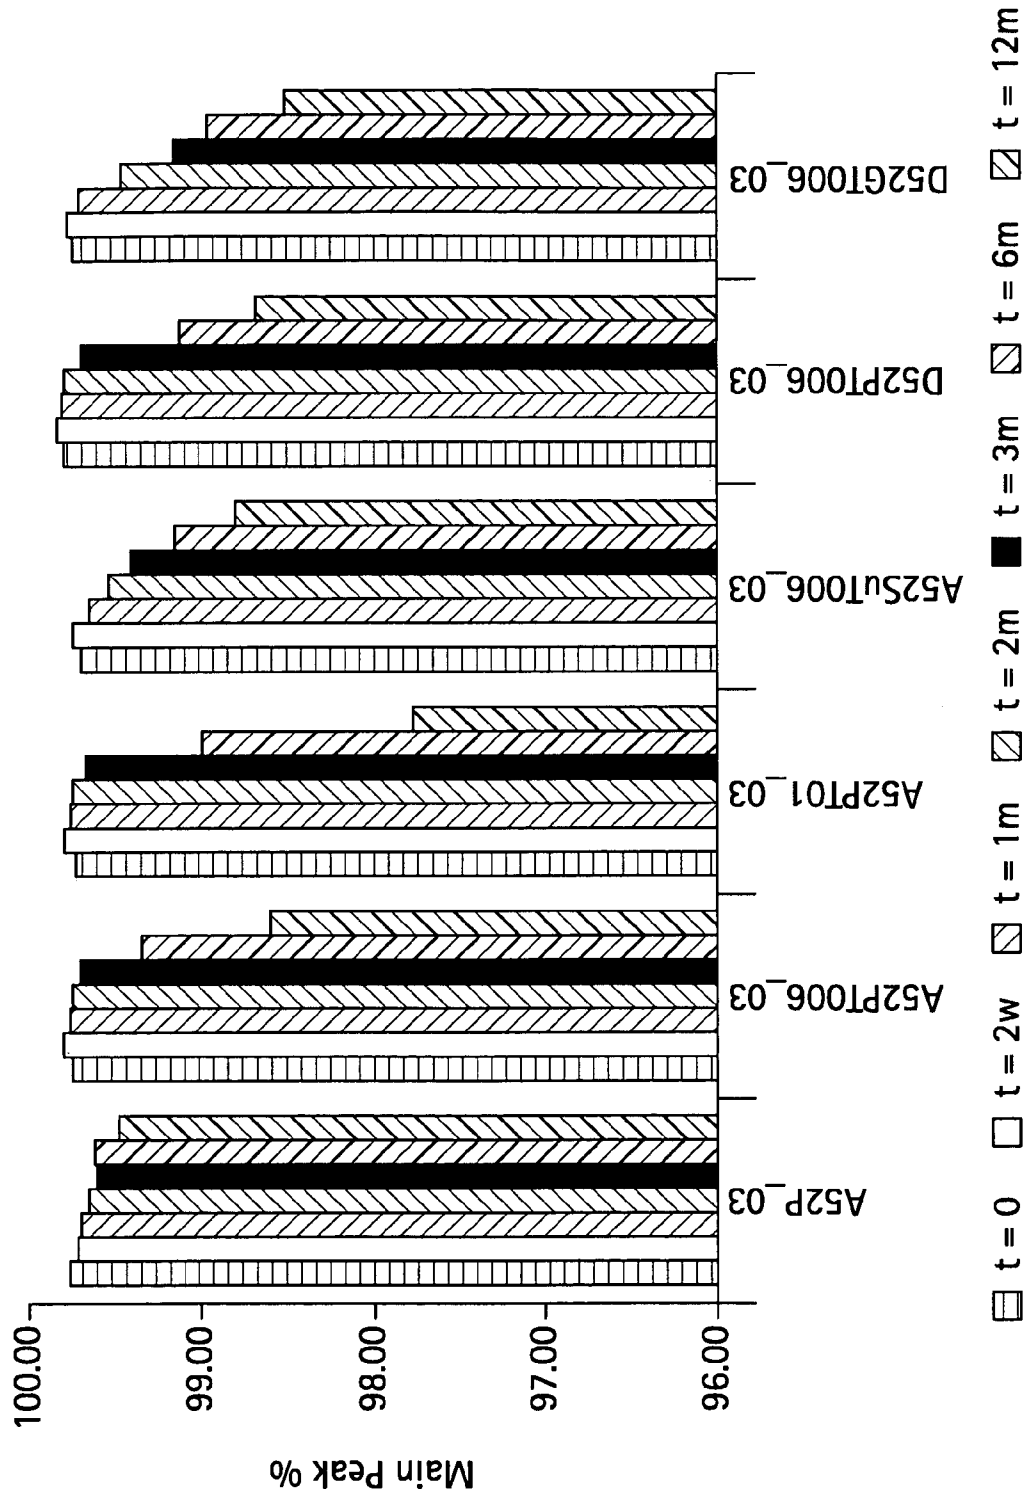 Main Peak %
100.00
99.00
98.00
97.00
96.00
A52P_03
A52PT006_03
A52PT01_03
A52SuT006_03
D52PT006_03
D52GT006_03
t = 0
t = 2w
t = 1m
t = 2m
t = 3m
t = 6m
t = 12m